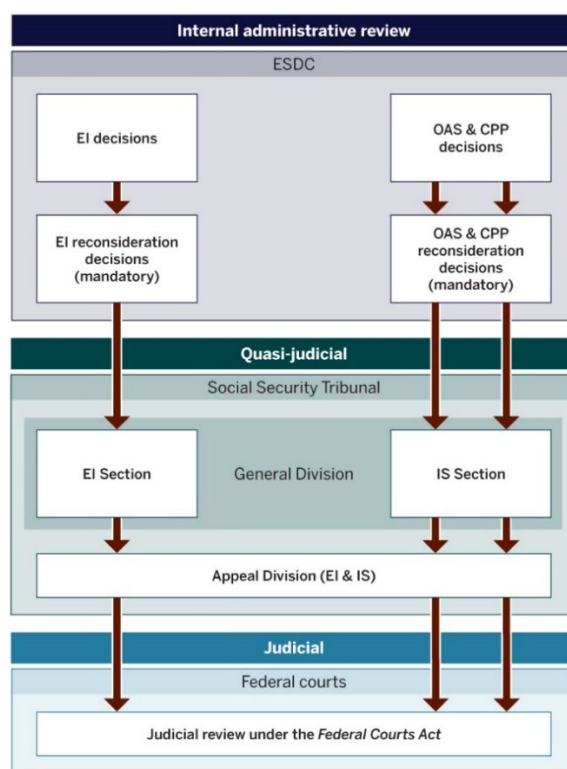 Internal administrative review
ESDC
EI decisions
OAS & CPP
decisions
EI reconsideration
decisions
(mandatory)
OAS & CPP
reconsideration
decisions
(mandatory)
Quasi-judicial
Social Security Tribunal
EI Section
General Division
IS Section
Appeal Division (EI & IS)
Judicial
Federal courts
Judicial review under the Federal Courts Act